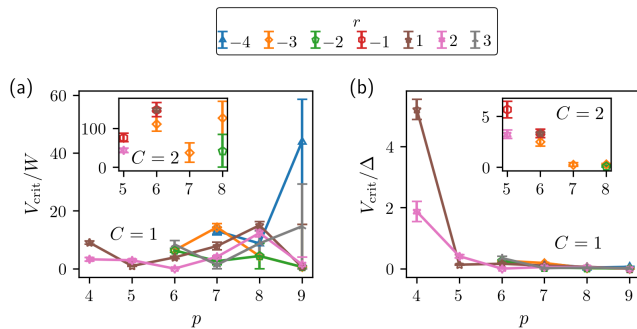 r
−4 −3 −2 −1 1 2 3
(a)
V_crit/W
60
40
20
0
4 5 6 7 8 9
p
C = 1
100
0
5 6 7 8
C = 2
(b)
V_crit/Δ
4
2
0
4 5 6 7 8 9
p
C = 1
5
0
5 6 7 8
C = 2